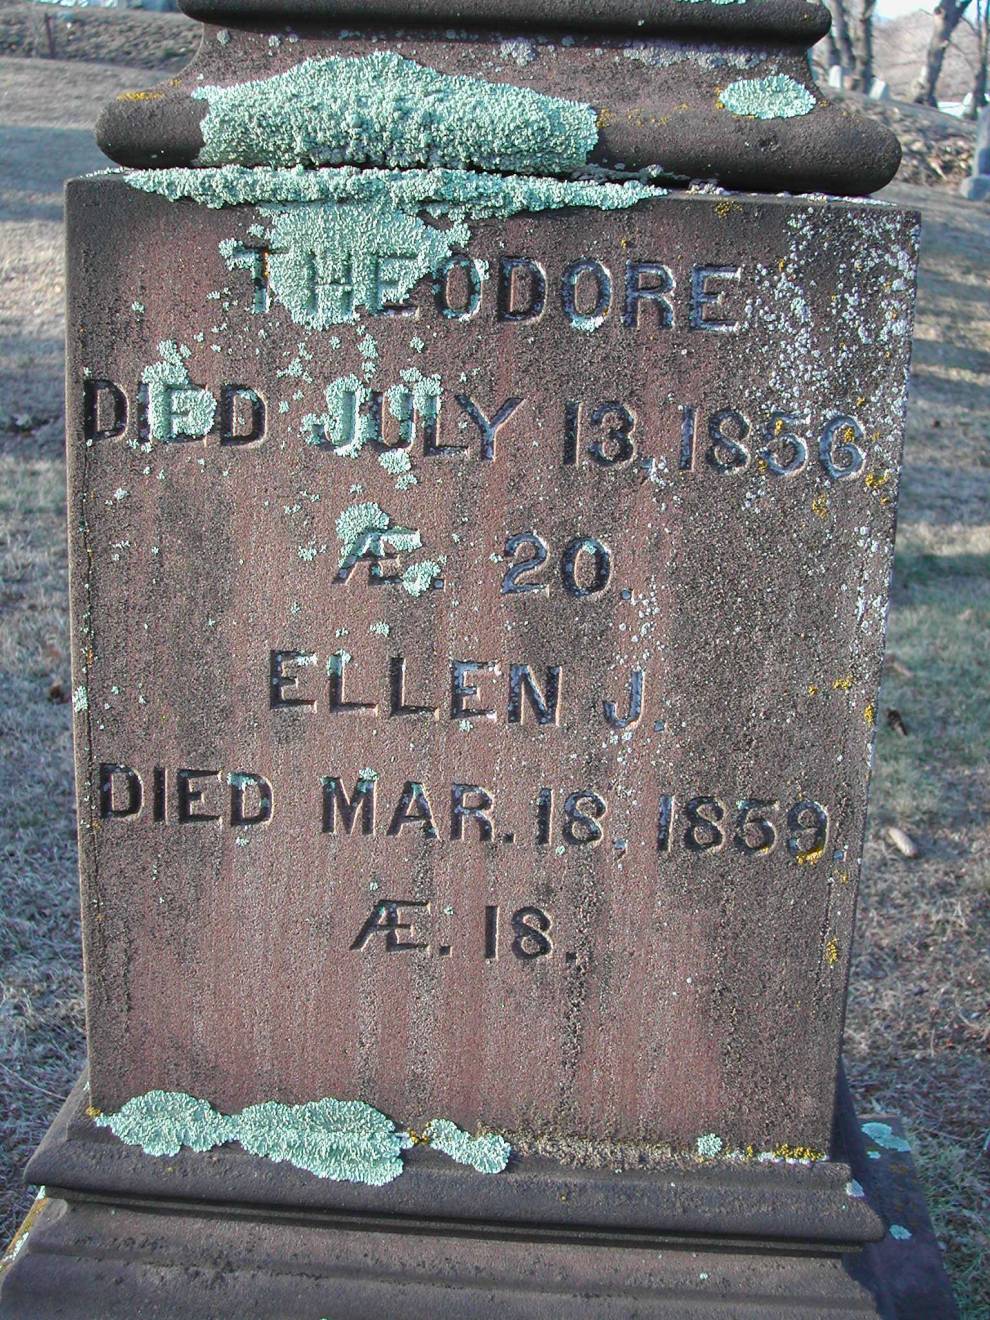 THEODORE
DIED JULY 13, 1856
Æ. 20.
ELLEN J.
DIED MAR. 18, 1859.
Æ. 18.